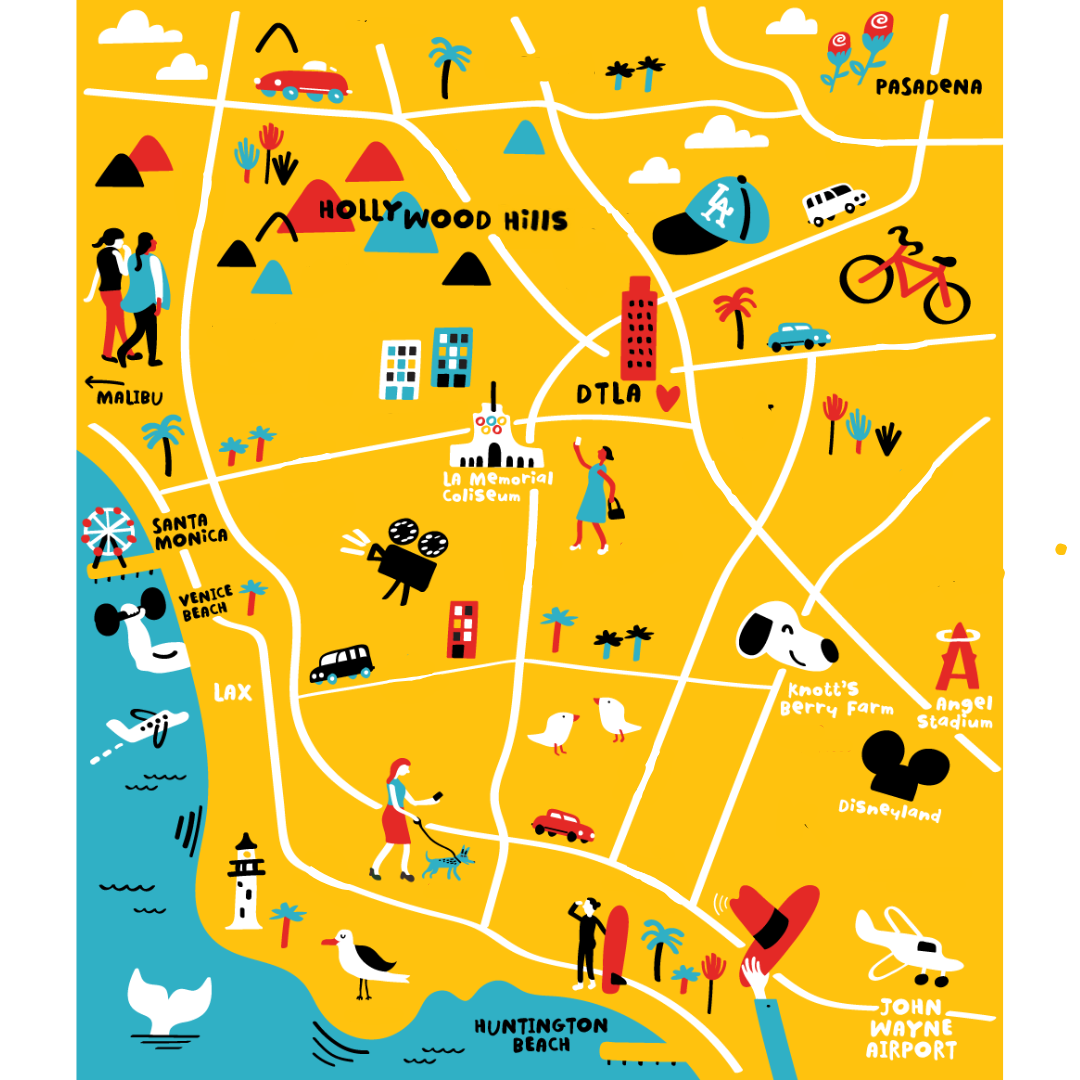 PASADENA
HOLLYWOOD Hills
LA
MALIBU
DTLA
LA Memorial
Coliseum
SANTA
MONICA
VENICE
BEACH
LAX
Knott's
Berry Farm
A
Angel
Stadium
Disneyland
HUNTINGTON
BEACH
JOHN
WAYNE
AIRPORT